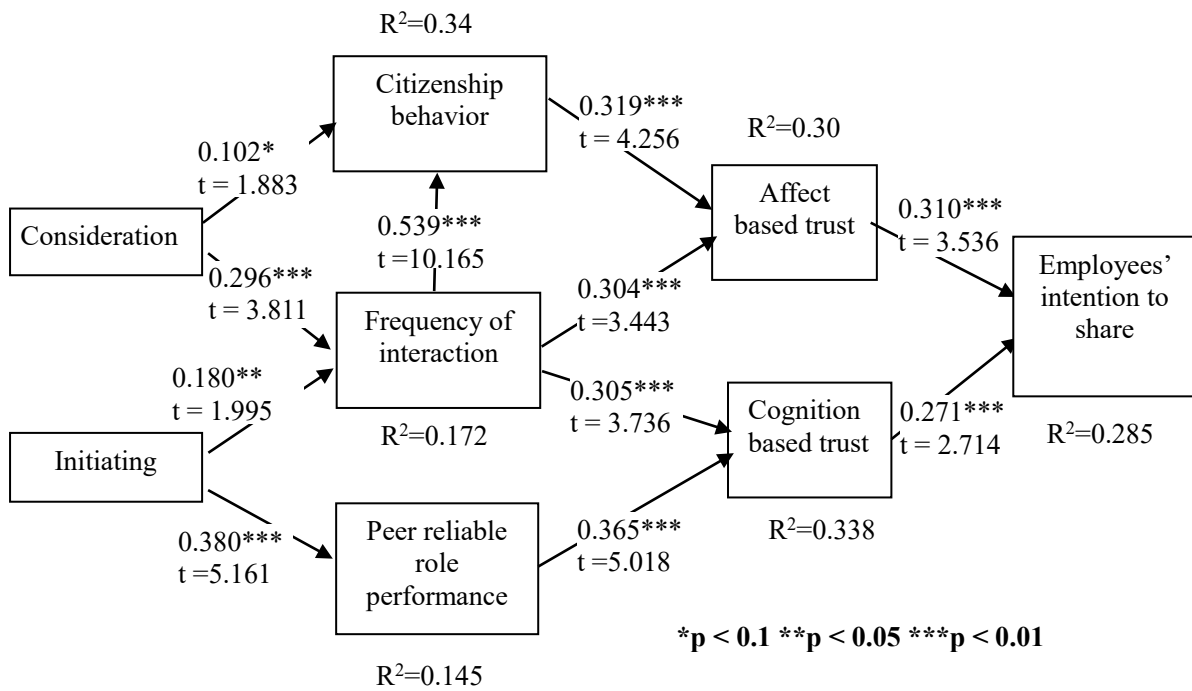 R²=0.34
Citizenship
behavior
0.319***
t = 4.256
R²=0.30
0.102*
t = 1.883
Affect
based trust
0.310***
t = 3.536
Consideration
0.539***
t =10.165
Employees’
intention to
share
0.296***
t = 3.811
0.304***
t =3.443
Frequency of
interaction
0.180**
t = 1.995
0.305***
t = 3.736
Cognition
based trust
0.271***
t = 2.714
R²=0.172
R²=0.285
Initiating
0.380***
t =5.161
Peer reliable
role
performance
0.365***
t =5.018
R²=0.338
*p < 0.1 **p < 0.05 ***p < 0.01
R²=0.145